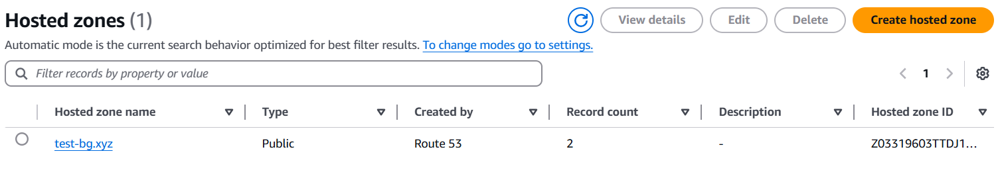 Hosted zones (1)
View details
Edit
Delete
Create hosted zone
Automatic mode is the current search behavior optimized for best filter results. To change modes go to settings.
Filter records by property or value
1
Hosted zone name
Type
Created by
Record count
Description
Hosted zone ID
test-bg.xyz
Public
Route 53
2
-
Z03319603TTDJ1...